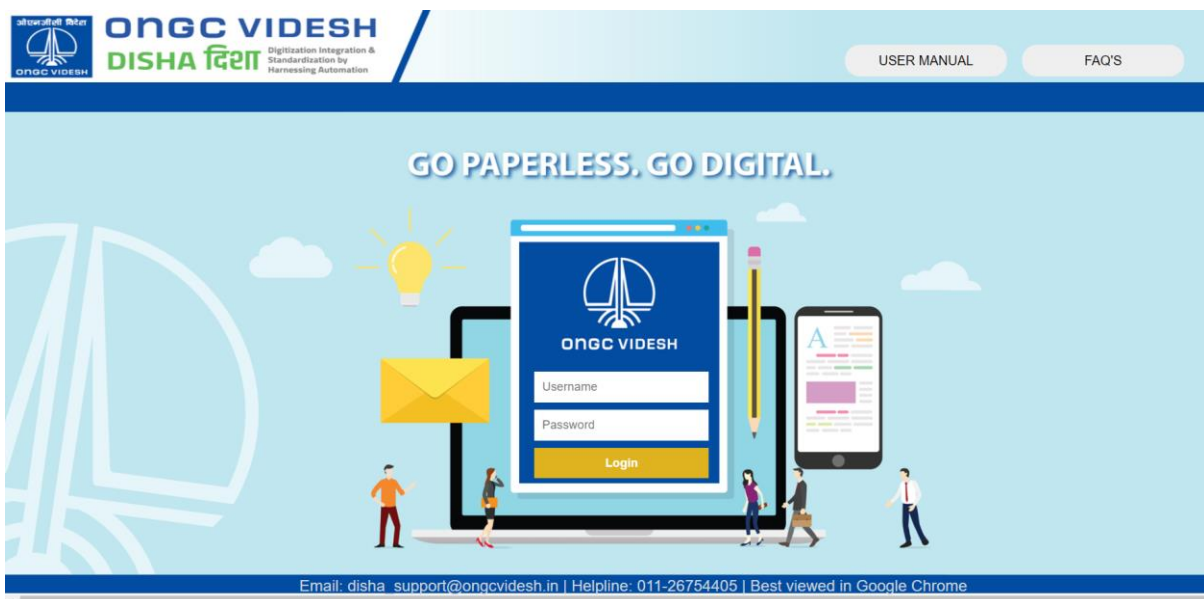 ओएनजीसी विदेश
ONGC VIDESH
ONGC VIDESH
DISHA दिशा
Digitization Integration &
Standardization by
Harnessing Automation
USER MANUAL
FAQ'S
GO PAPERLESS. GO DIGITAL.
ONGC VIDESH
Username
Password
Login
A
Email: disha_support@ongcvidesh.in | Helpline: 011-26754405 | Best viewed in Google Chrome